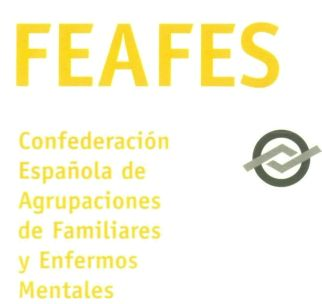 FEAFES
Confederación
Española de
Agrupaciones
de Familiares
y Enfermos
Mentales